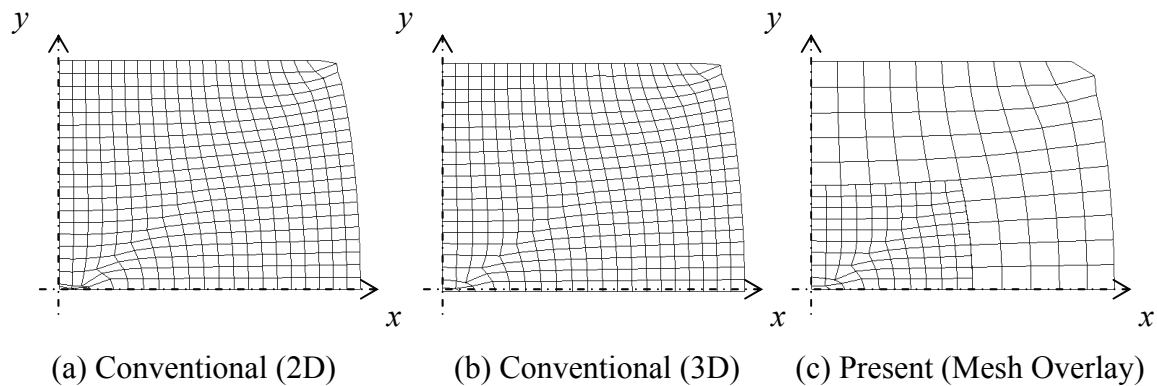 y
y
y
x
x
x
(a) Conventional (2D)
(b) Conventional (3D)
(c) Present (Mesh Overlay)